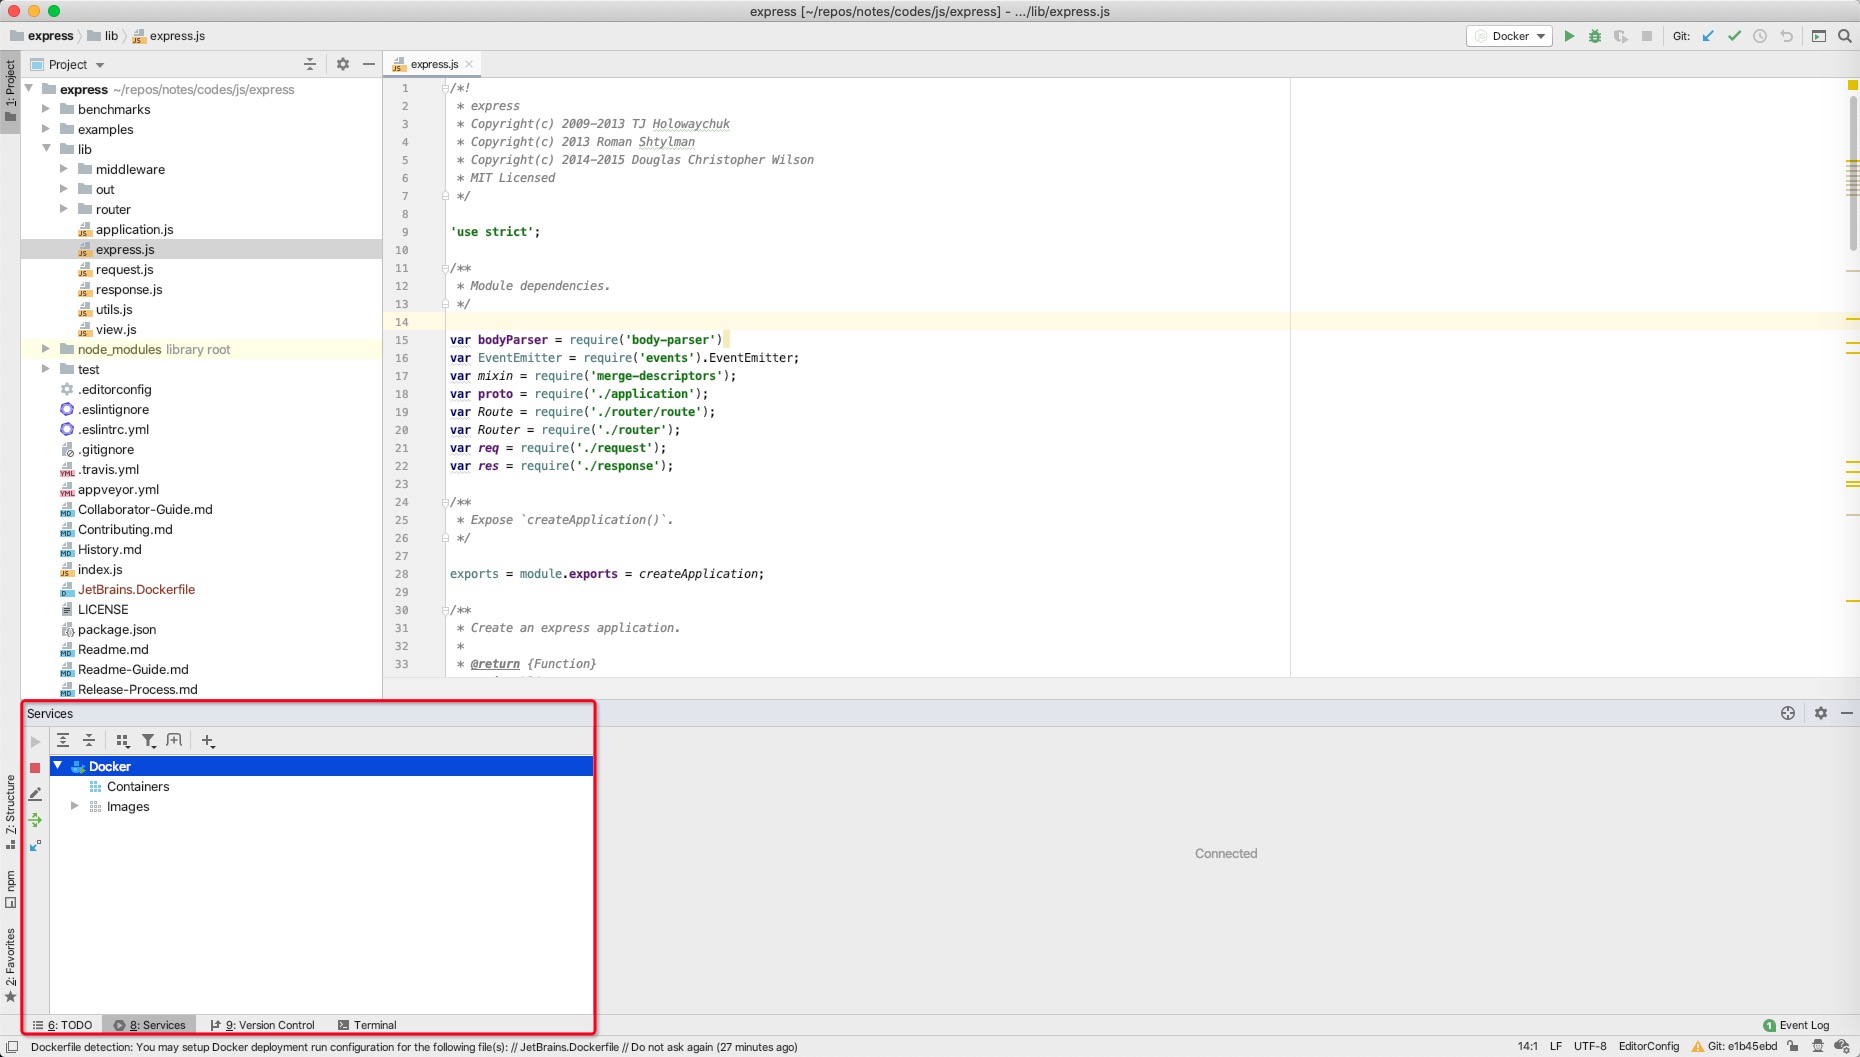 express [~/repos/notes/codes/js/express] - .../lib/express.js
express lib express.js
Docker Git:
1: Project
Project
express.js
express ~/repos/notes/codes/js/express
benchmarks
examples
lib
middleware
out
router
application.js
express.js
request.js
response.js
utils.js
view.js
node_modules library root
test
.editorconfig
.eslintignore
.eslintrc.yml
.gitignore
.travis.yml
appveyor.yml
Collaborator-Guide.md
Contributing.md
History.md
index.js
JetBrains.Dockerfile
LICENSE
package.json
Readme.md
Readme-Guide.md
Release-Process.md
1 /*!
2 * express
3 * Copyright(c) 2009-2013 TJ Holowaychuk
4 * Copyright(c) 2013 Roman Shtylman
5 * Copyright(c) 2014-2015 Douglas Christopher Wilson
6 * MIT Licensed
7 */
8
9 'use strict';
10
11 /**
12 * Module dependencies.
13 */
14
15 var bodyParser = require('body-parser')
16 var EventEmitter = require('events').EventEmitter;
17 var mixin = require('merge-descriptors');
18 var proto = require('./application');
19 var Route = require('./router/route');
20 var Router = require('./router');
21 var req = require('./request');
22 var res = require('./response');
23
24 /**
25 * Expose `createApplication()`.
26 */
27
28 exports = module.exports = createApplication;
29
30 /**
31 * Create an express application.
32 *
33 * @return {Function}
Services
Docker
Containers
Images
Connected
Z: Structure
npm
2: Favorites
6: TODO 8: Services 9: Version Control Terminal
1 Event Log
Dockerfile detection: You may setup Docker deployment run configuration for the following file(s): // JetBrains.Dockerfile // Do not ask again (27 minutes ago)
14:1 LF UTF-8 EditorConfig Git: e1b45ebd